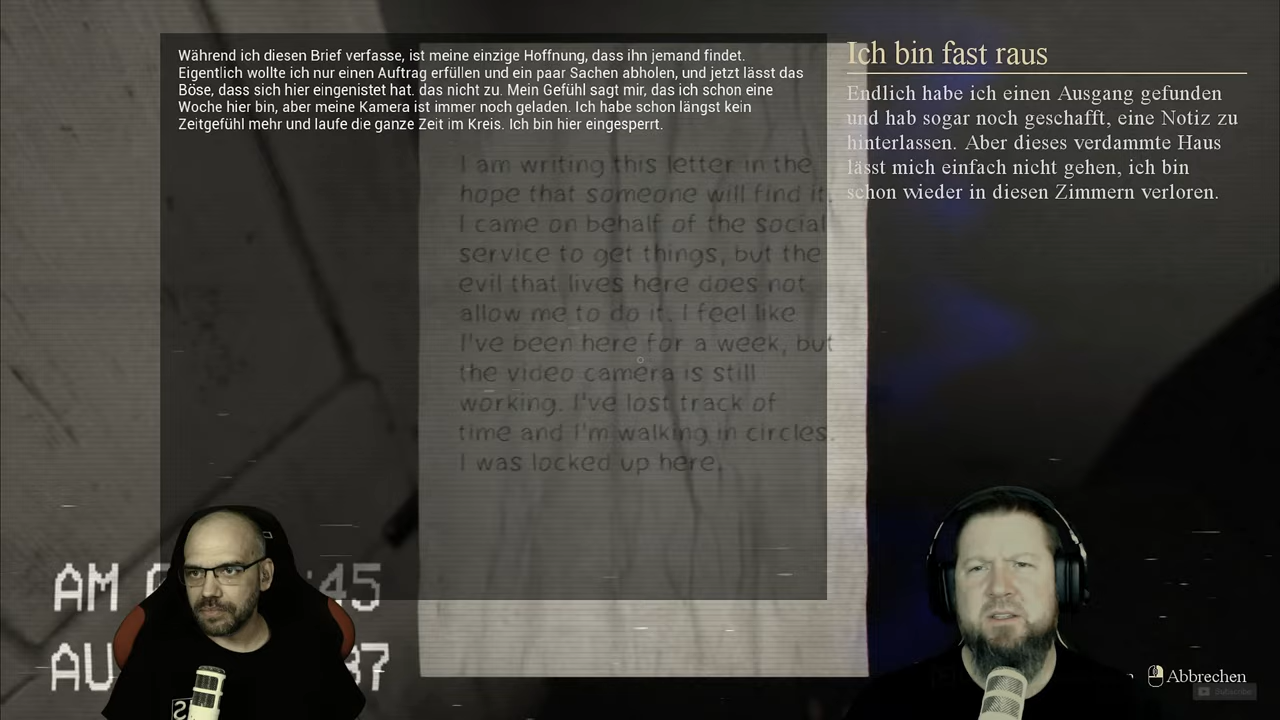 Während ich diesen Brief verfasse, ist meine einzige Hoffnung, dass ihn jemand findet.
Eigentlich wollte ich nur einen Auftrag erfüllen und ein paar Sachen abholen, und jetzt lässt das
Böse, dass sich hier eingenistet hat. das nicht zu. Mein Gefühl sagt mir, das ich schon eine
Woche hier bin, aber meine Kamera ist immer noch geladen. Ich habe schon längst kein
Zeitgefühl mehr und laufe die ganze Zeit im Kreis. Ich bin hier eingesperrt.
I am writing this letter in the
hope that someone will find it.
I came on behalf of the social
service to get things, but the
evil that lives here does not
allow me to do it. I feel like
I've been here for a week, but
the video camera is still
working. I've lost track of
time and I'm walking in circles.
I was locked up here.
Ich bin fast raus
Endlich habe ich einen Ausgang gefunden
und hab sogar noch geschafft, eine Notiz zu
hinterlassen. Aber dieses verdammte Haus
lässt mich einfach nicht gehen, ich bin
schon wieder in diesen Zimmern verloren.
AM :45
AU 87
Abbrechen
Subscribe